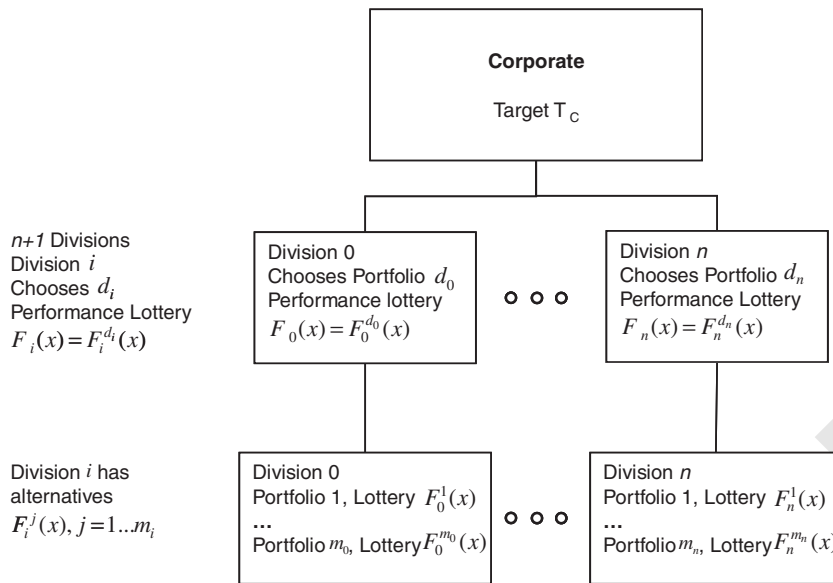 Corporate
Target T_C
n+1 Divisions
Division i
Chooses d_i
Performance Lottery
F_i(x) = F_i^{d_i}(x)
Division 0
Chooses Portfolio d_0
Performance lottery
F_0(x) = F_0^{d_0}(x)
Division n
Chooses Portfolio d_n
Performance Lottery
F_n(x) = F_n^{d_n}(x)
Division i has
alternatives
F_i^j(x), j=1...m_i
Division 0
Portfolio 1, Lottery F_0^1(x)
...
Portfolio m_0, Lottery F_0^{m_0}(x)
Division n
Portfolio 1, Lottery F_n^1(x)
...
Portfolio m_n, Lottery F_n^{m_n}(x)